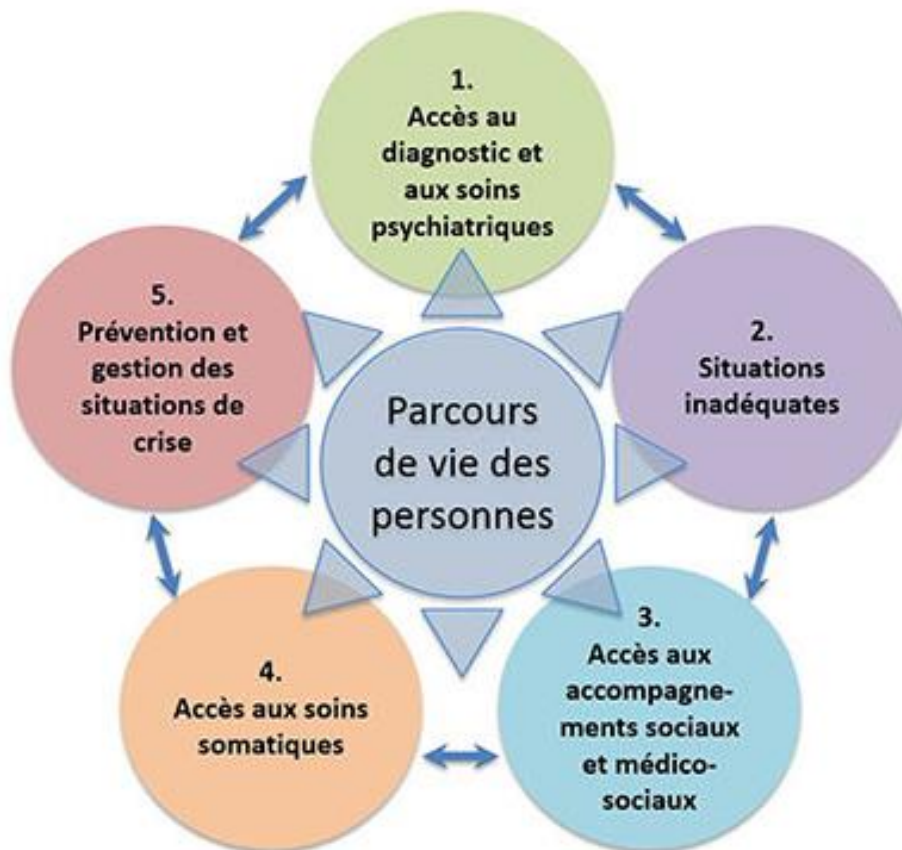 1.
Accès au
diagnostic et
aux soins
psychiatriques
2.
Situations
inadéquates
3.
Accès aux
accompagne-
ments sociaux
et médico-
sociaux
4.
Accès aux soins
somatiques
5.
Prévention et
gestion des
situations de
crise
Parcours
de vie des
personnes